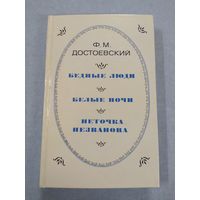 Ф. М.
ДОСТОЕВСКИЙ
БЕДНЫЕ ЛЮДИ
БЕЛЫЕ НОЧИ
НЕТОЧКА
НЕЗВАНОВА